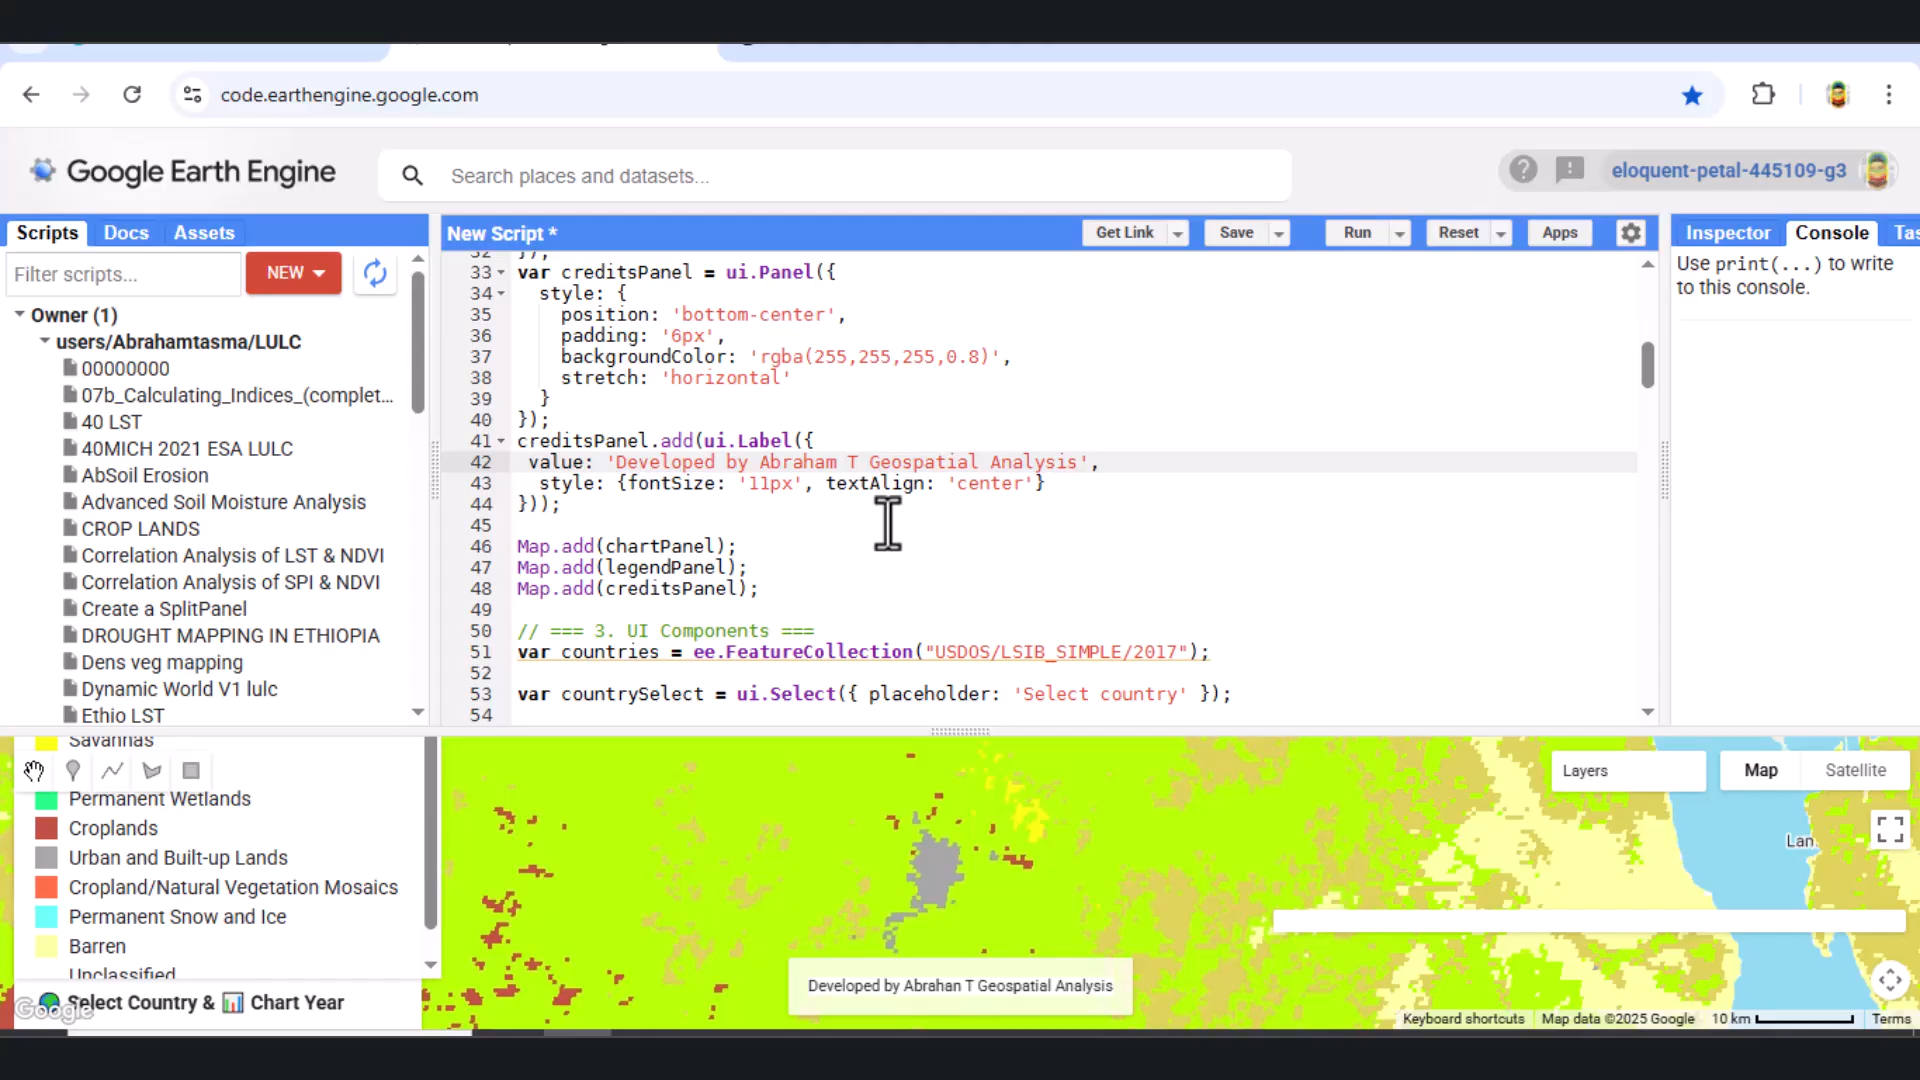 code.earthengine.google.com
Google Earth Engine
Search places and datasets...
eloquent-petal-445109-g3
Scripts
Docs
Assets
New Script *
Get Link
Save
Run
Reset
Apps
Inspector
Console
Tas
Filter scripts...
NEW
Use print(...) to write
to this console.
Owner (1)
users/Abrahamtasma/LULC
00000000
07b_Calculating_Indices_(complet...
40 LST
40MICH 2021 ESA LULC
AbSoil Erosion
Advanced Soil Moisture Analysis
CROP LANDS
Correlation Analysis of LST & NDVI
Correlation Analysis of SPI & NDVI
Create a SplitPanel
DROUGHT MAPPING IN ETHIOPIA
Dens veg mapping
Dynamic World V1 lulc
Ethio LST
32 });
33 var creditsPanel = ui.Panel({
34 style: {
35 position: 'bottom-center',
36 padding: '6px',
37 backgroundColor: 'rgba(255,255,255,0.8)',
38 stretch: 'horizontal'
39 }
40 });
41 creditsPanel.add(ui.Label({
42 value: 'Developed by Abraham T Geospatial Analysis',
43 style: {fontSize: '11px', textAlign: 'center'}
44 }));
45
46 Map.add(chartPanel);
47 Map.add(legendPanel);
48 Map.add(creditsPanel);
49
50 // === 3. UI Components ===
51 var countries = ee.FeatureCollection("USDOS/LSIB_SIMPLE/2017");
52
53 var countrySelect = ui.Select({ placeholder: 'Select country' });
54
Savannas
Permanent Wetlands
Croplands
Urban and Built-up Lands
Cropland/Natural Vegetation Mosaics
Permanent Snow and Ice
Barren
Unclassified
Select Country & Chart Year
Google
Layers
Map
Satellite
Lan
Developed by Abrahan T Geospatial Analysis
Keyboard shortcuts
Map data ©2025 Google
10 km
Terms